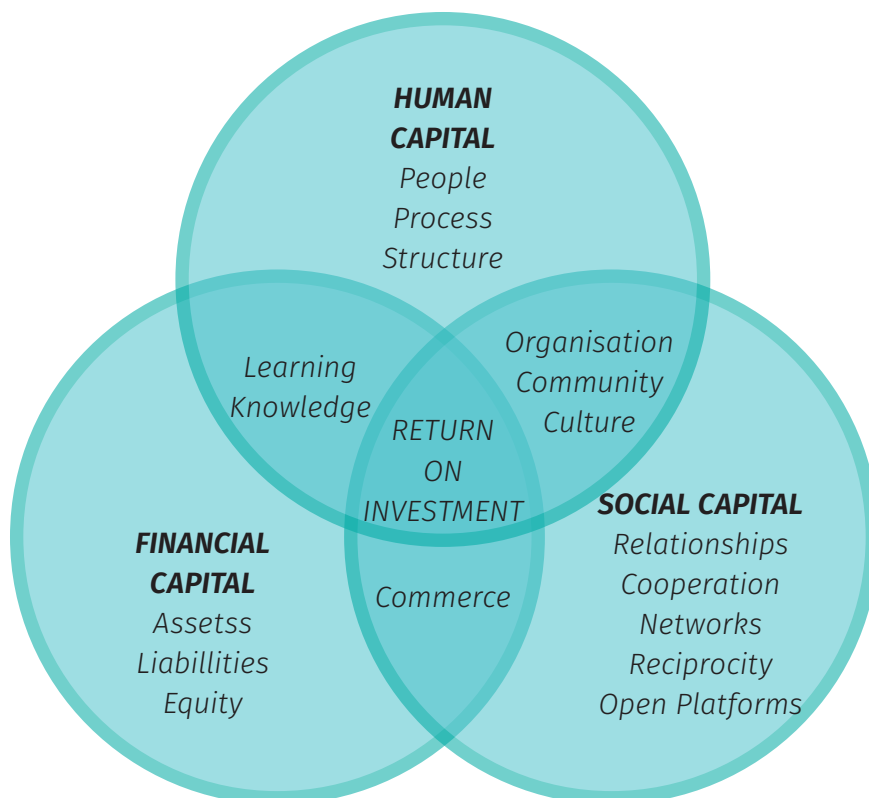 HUMAN
CAPITAL
People
Process
Structure
Learning
Knowledge
Organisation
Community
Culture
RETURN
ON
INVESTMENT
FINANCIAL
CAPITAL
Assetss
Liabillities
Equity
Commerce
SOCIAL CAPITAL
Relationships
Cooperation
Networks
Reciprocity
Open Platforms